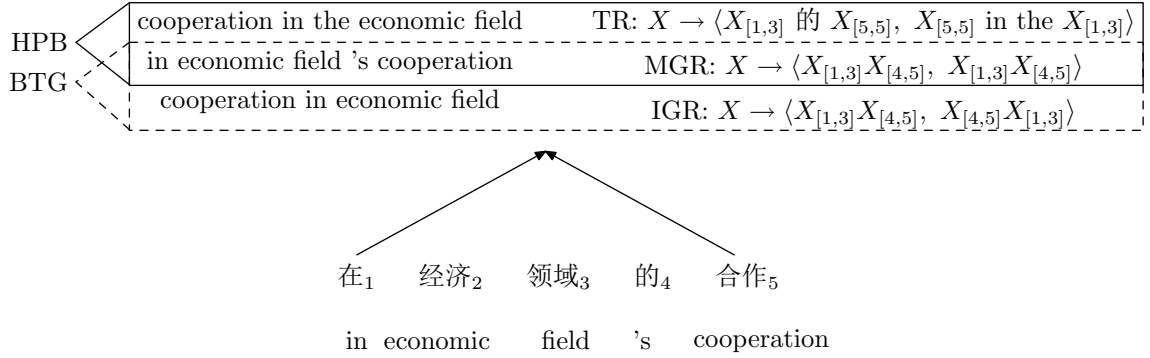 HPB
BTG
cooperation in the economic field TR: X → ⟨X[1,3] 的 X[5,5], X[5,5] in the X[1,3]⟩
in economic field 's cooperation MGR: X → ⟨X[1,3]X[4,5], X[1,3]X[4,5]⟩
cooperation in economic field IGR: X → ⟨X[1,3]X[4,5], X[4,5]X[1,3]⟩
在1 经济2 领域3 的4 合作5
in economic field 's cooperation